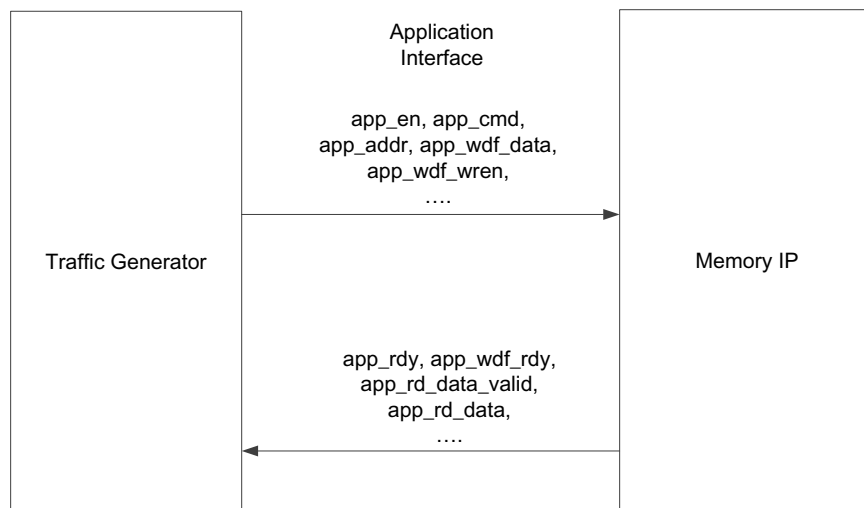 Application
Interface
app_en, app_cmd,
app_addr, app_wdf_data,
app_wdf_wren,
….
Traffic Generator
Memory IP
app_rdy, app_wdf_rdy,
app_rd_data_valid,
app_rd_data,
….